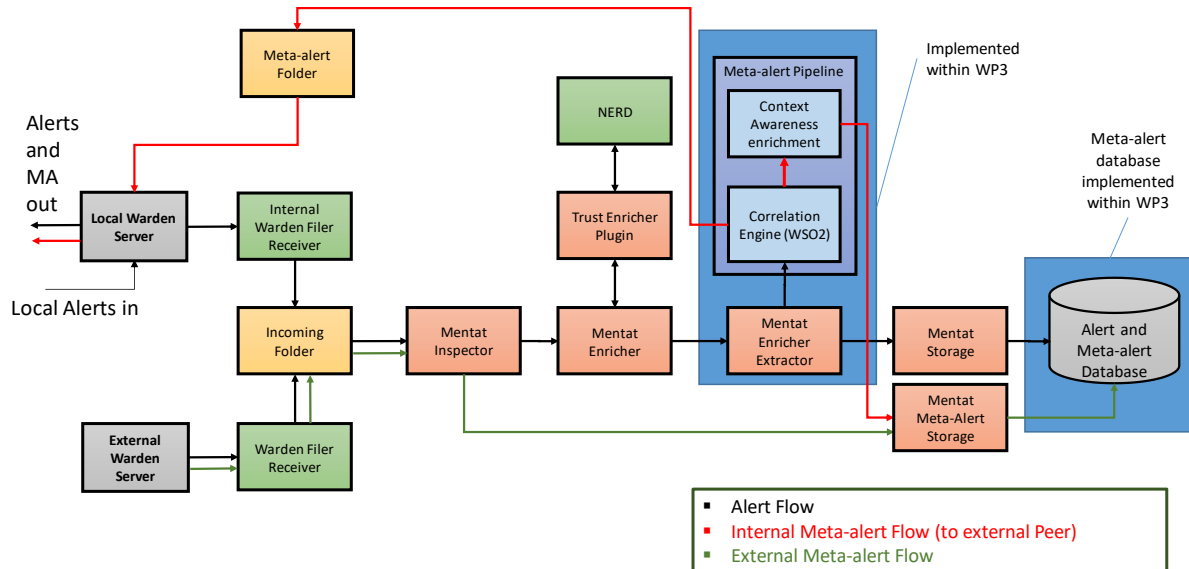 Meta-alert
Folder
Alerts
and
MA
out
Local Warden
Server
Local Alerts in
Internal
Warden Filer
Receiver
Incoming
Folder
External
Warden
Server
Warden Filer
Receiver
Mentat
Inspector
NERD
Trust Enricher
Plugin
Mentat
Enricher
Meta-alert Pipeline
Context
Awareness
enrichment
Correlation
Engine (WSO2)
Mentat
Enricher
Extractor
Implemented
within WP3
Mentat
Storage
Mentat
Meta-Alert
Storage
Meta-alert
database
implemented
within WP3
Alert and
Meta-alert
Database
▪ Alert Flow
▪ Internal Meta-alert Flow (to external Peer)
▪ External Meta-alert Flow